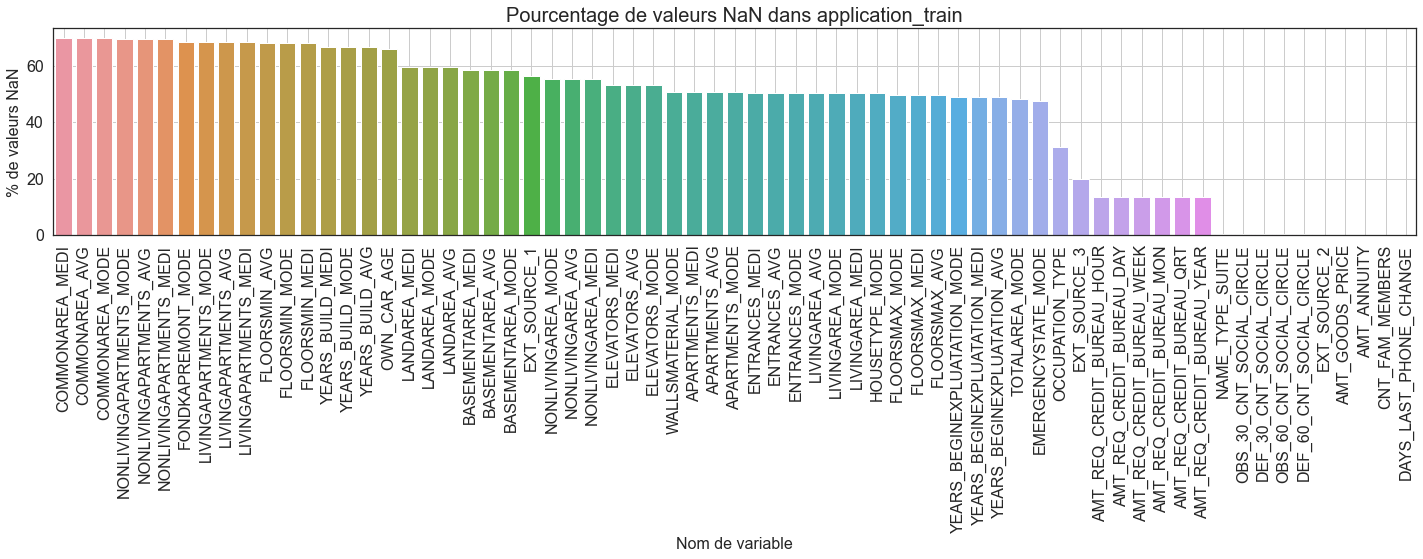 Pourcentage de valeurs NaN dans application_train
% de valeurs NaN
60
40
20
0
COMMONAREA_MEDI
COMMONAREA_AVG
COMMONAREA_MODE
NONLIVINGAPARTMENTS_MODE
NONLIVINGAPARTMENTS_AVG
NONLIVINGAPARTMENTS_MEDI
FONDKAPREMONT_MODE
LIVINGAPARTMENTS_MODE
LIVINGAPARTMENTS_AVG
LIVINGAPARTMENTS_MEDI
FLOORSMIN_AVG
FLOORSMIN_MODE
FLOORSMIN_MEDI
YEARS_BUILD_MEDI
YEARS_BUILD_MODE
YEARS_BUILD_AVG
OWN_CAR_AGE
LANDAREA_MEDI
LANDAREA_MODE
LANDAREA_AVG
BASEMENTAREA_MEDI
BASEMENTAREA_AVG
BASEMENTAREA_MODE
EXT_SOURCE_1
NONLIVINGAREA_MODE
NONLIVINGAREA_AVG
NONLIVINGAREA_MEDI
ELEVATORS_MEDI
ELEVATORS_AVG
ELEVATORS_MODE
WALLSMATERIAL_MODE
APARTMENTS_MEDI
APARTMENTS_AVG
APARTMENTS_MODE
ENTRANCES_MEDI
ENTRANCES_AVG
ENTRANCES_MODE
LIVINGAREA_AVG
LIVINGAREA_MODE
LIVINGAREA_MEDI
HOUSETYPE_MODE
FLOORSMAX_MODE
FLOORSMAX_MEDI
FLOORSMAX_AVG
YEARS_BEGINEXPLUATATION_MODE
YEARS_BEGINEXPLUATATION_MEDI
YEARS_BEGINEXPLUATATION_AVG
TOTALAREA_MODE
EMERGENCYSTATE_MODE
OCCUPATION_TYPE
EXT_SOURCE_3
AMT_REQ_CREDIT_BUREAU_HOUR
AMT_REQ_CREDIT_BUREAU_DAY
AMT_REQ_CREDIT_BUREAU_WEEK
AMT_REQ_CREDIT_BUREAU_MON
AMT_REQ_CREDIT_BUREAU_QRT
AMT_REQ_CREDIT_BUREAU_YEAR
NAME_TYPE_SUITE
OBS_30_CNT_SOCIAL_CIRCLE
DEF_30_CNT_SOCIAL_CIRCLE
OBS_60_CNT_SOCIAL_CIRCLE
DEF_60_CNT_SOCIAL_CIRCLE
EXT_SOURCE_2
AMT_GOODS_PRICE
AMT_ANNUITY
CNT_FAM_MEMBERS
DAYS_LAST_PHONE_CHANGE
Nom de variable